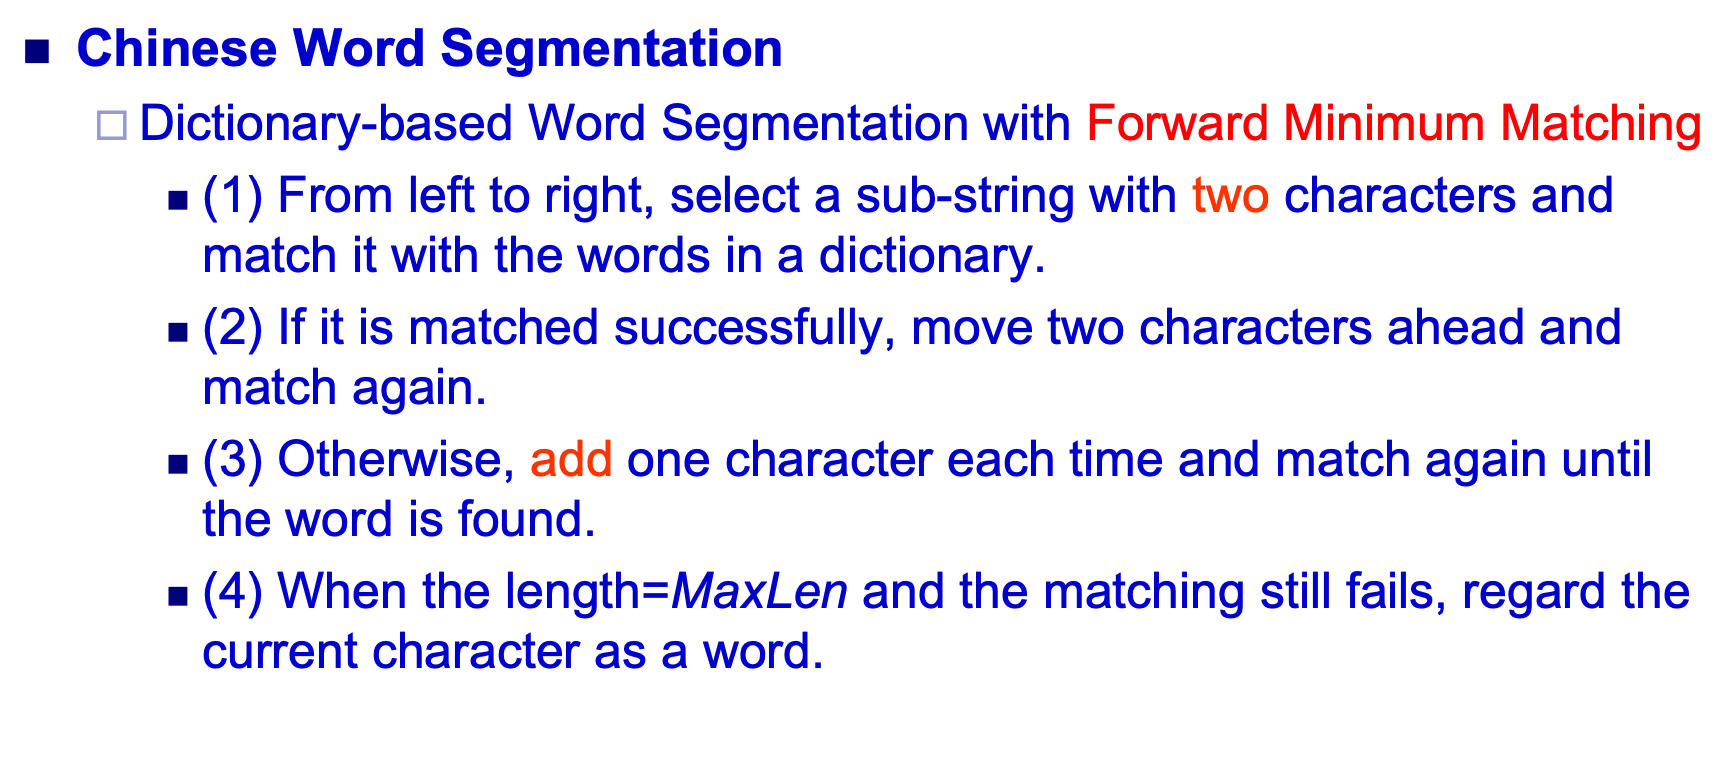 Chinese Word Segmentation
Dictionary-based Word Segmentation with Forward Minimum Matching
(1) From left to right, select a sub-string with two characters and
match it with the words in a dictionary.
(2) If it is matched successfully, move two characters ahead and
match again.
(3) Otherwise, add one character each time and match again until
the word is found.
(4) When the length=MaxLen and the matching still fails, regard the
current character as a word.